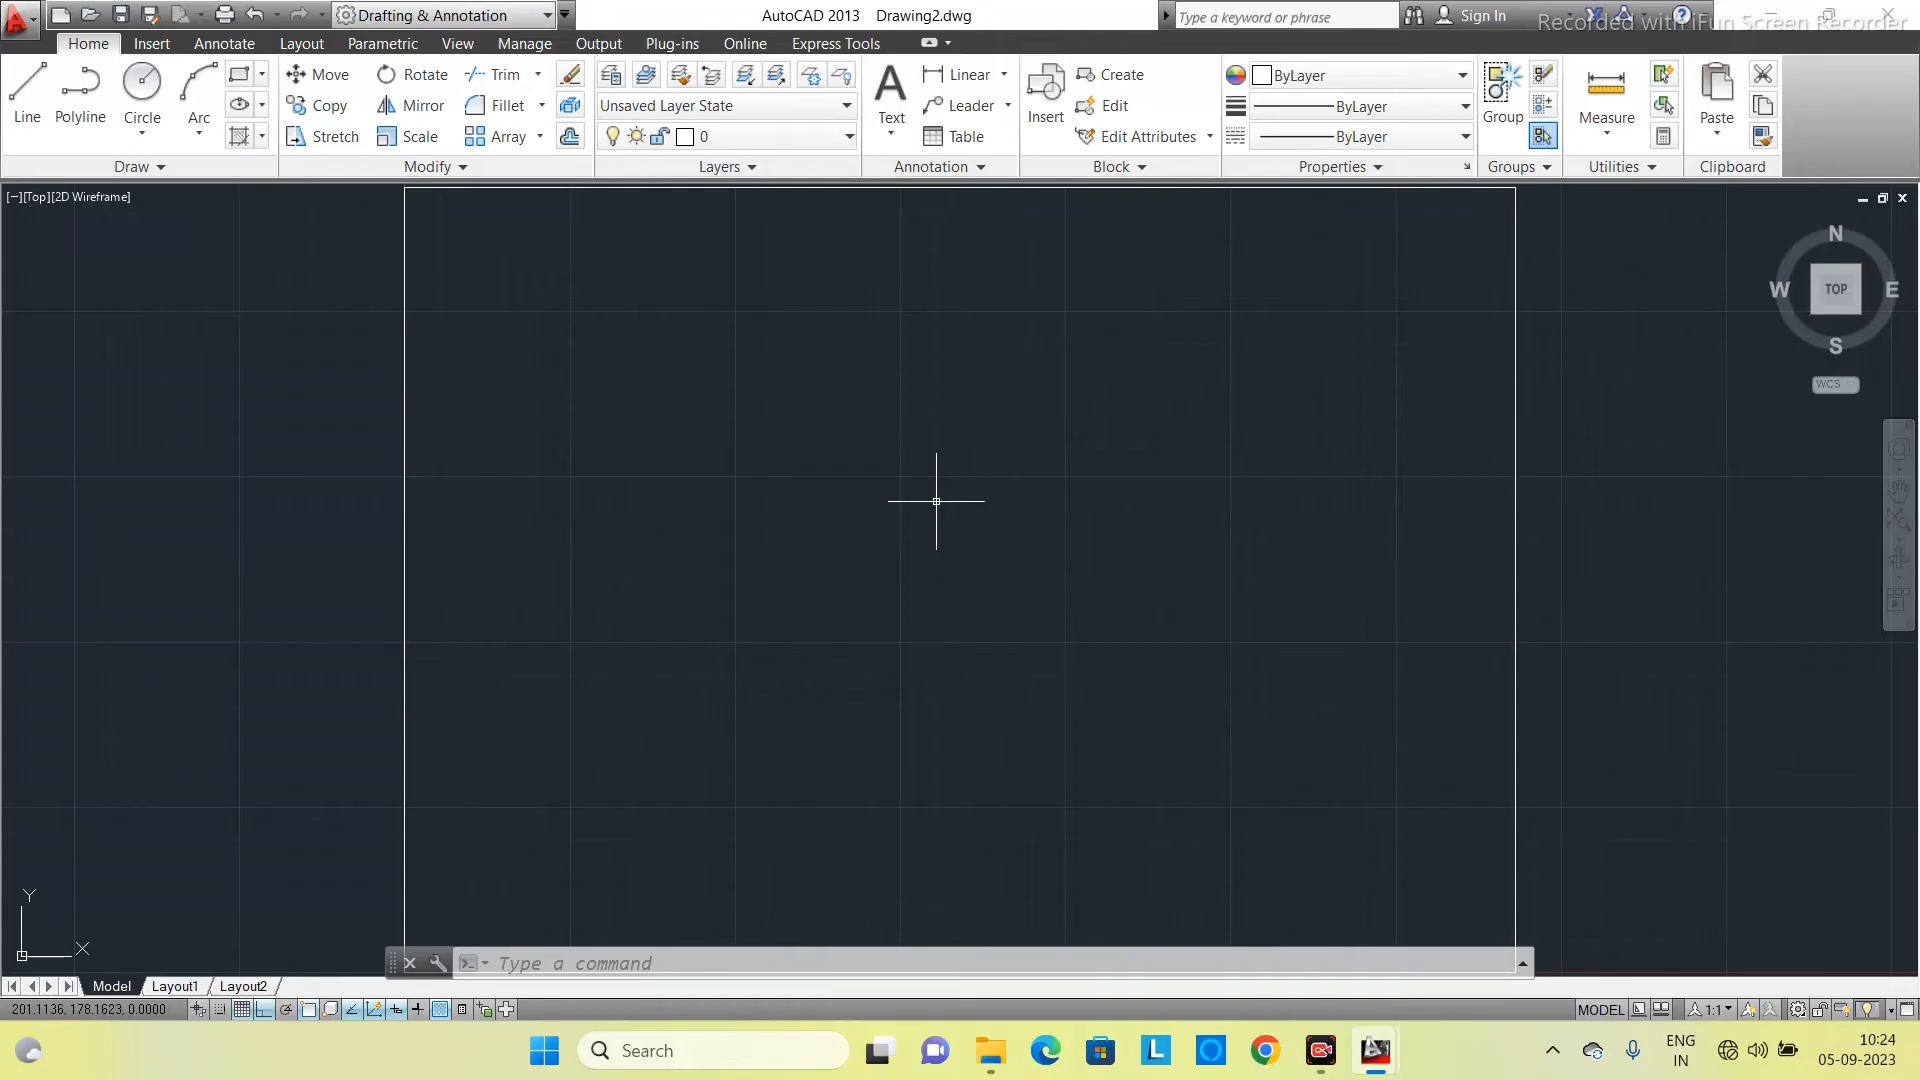 Drafting & Annotation
AutoCAD 2013 Drawing2.dwg
Type a keyword or phrase
Sign In
Recorded with iFun Screen Recorder
Home Insert Annotate Layout Parametric View Manage Output Plug-ins Online Express Tools
Line Polyline Circle Arc
Move Rotate Trim
Copy Mirror Fillet
Stretch Scale Array
Unsaved Layer State
0
A
Text
Linear
Leader
Table
Insert
Create
Edit
Edit Attributes
ByLayer
ByLayer
ByLayer
Group
Measure
Paste
Draw Modify Layers Annotation Block Properties Groups Utilities Clipboard
[−][Top][2D Wireframe]
N
W TOP E
S
WCS
Y
X
Type a command
Model Layout1 Layout2
201.1136, 178.1623, 0.0000
MODEL
1:1
Search
L
ENG
IN
10:24
05-09-2023